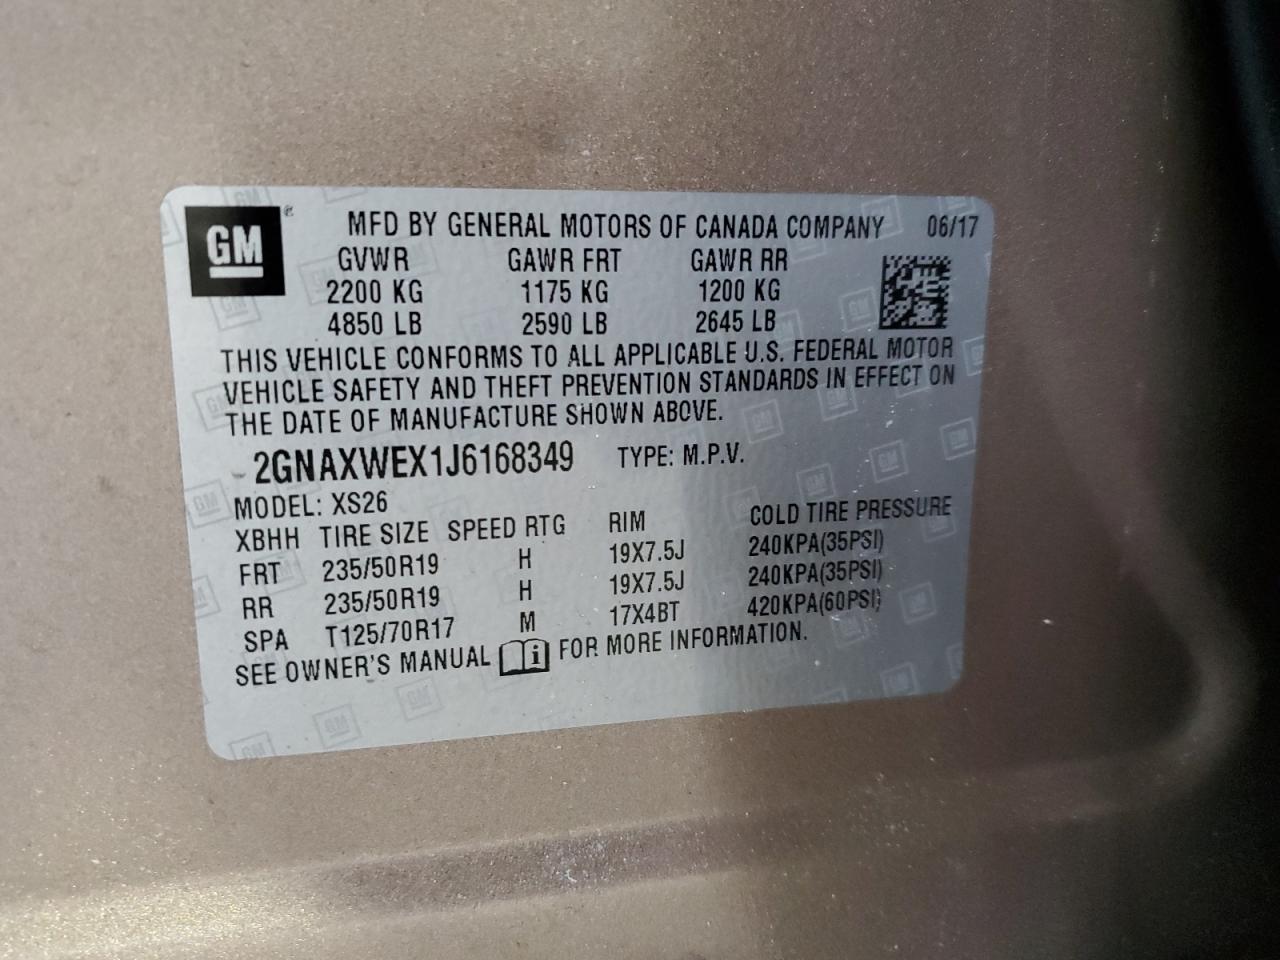 GM ® MFD BY GENERAL MOTORS OF CANADA COMPANY 06/17
GVWR GAWR FRT GAWR RR
2200 KG 1175 KG 1200 KG
4850 LB 2590 LB 2645 LB
THIS VEHICLE CONFORMS TO ALL APPLICABLE U.S. FEDERAL MOTOR
VEHICLE SAFETY AND THEFT PREVENTION STANDARDS IN EFFECT ON
THE DATE OF MANUFACTURE SHOWN ABOVE.
2GNAXWEX1J6168349 TYPE: M.P.V.
MODEL: XS26
XBHH TIRE SIZE SPEED RTG RIM COLD TIRE PRESSURE
FRT 235/50R19 H 19X7.5J 240KPA(35PSI)
RR 235/50R19 H 19X7.5J 240KPA(35PSI)
SPA T125/70R17 M 17X4BT 420KPA(60PSI)
SEE OWNER'S MANUAL i FOR MORE INFORMATION.